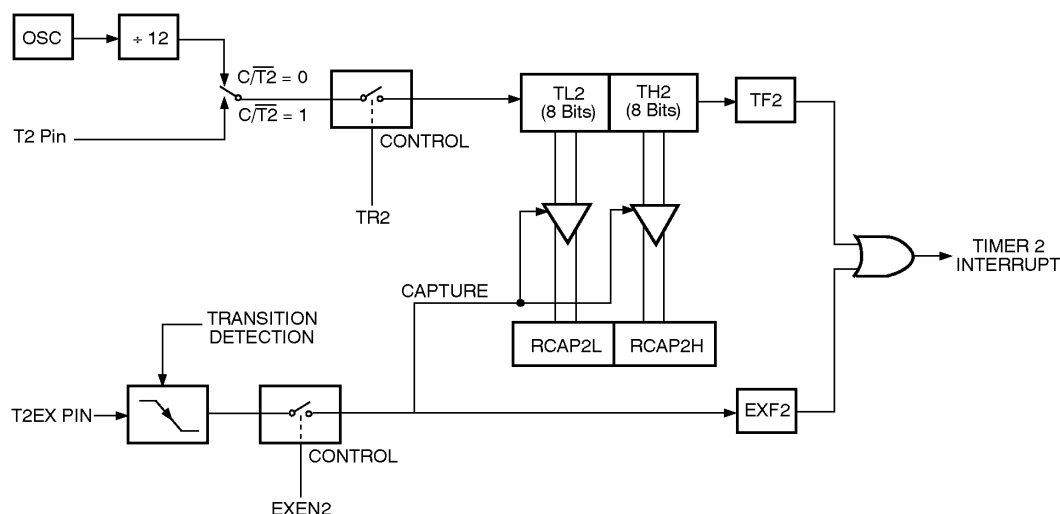 OSC
÷ 12
C/T2̅ = 0
C/T2̅ = 1
T2 Pin
CONTROL
TR2
TL2
(8 Bits)
TH2
(8 Bits)
TF2
TIMER 2
INTERRUPT
CAPTURE
TRANSITION
DETECTION
RCAP2L
RCAP2H
T2EX PIN
EXF2
CONTROL
EXEN2